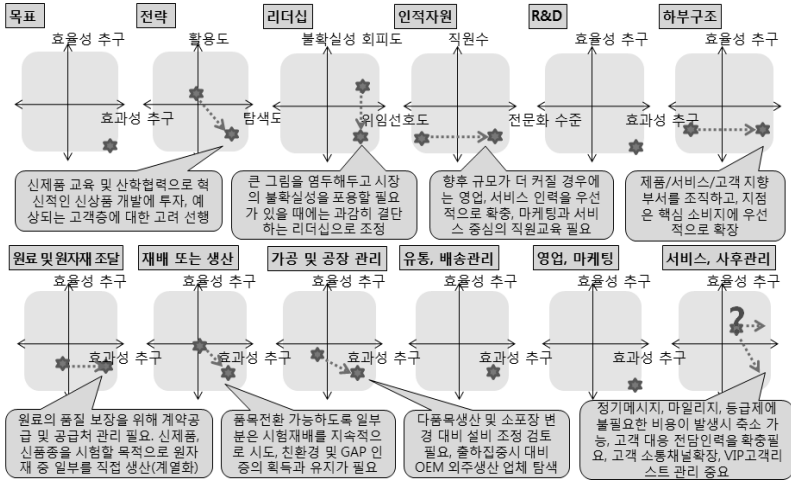 목표
전략
리더십
인적자원
R&D
하부구조
효율성 추구
활용도
불확실성 회피도
직원수
효율성 추구
효율성 추구
효과성 추구
탐색도
위임선호도
전문화 수준
효과성 추구
효과성 추구
신제품 교육 및 산학협력으로 혁
신적인 신상품 개발에 투자, 예
상되는 고객층에 대한 고려 선행
큰 그림을 염두해두고 시장
의 불확실성을 포용할 필요
가 있을 때에는 과감히 결단
하는 리더십으로 조정
향후 규모가 더 커질 경우에
는 영업, 서비스 인력을 우선
적으로 확충, 마케팅과 서비
스 중심의 직원교육 필요
제품/서비스/고객 지향
부서를 조직하고, 지점
은 핵심 소비지에 우선
적으로 확장
원료 및 원자재 조달
재배 또는 생산
가공 및 공장 관리
유통, 배송관리
영업, 마케팅
서비스, 사후관리
효율성 추구
효율성 추구
효율성 추구
효율성 추구
효율성 추구
효율성 추구
?
효과성 추구
효과성 추구
효과성 추구
효과성 추구
효과성 추구
효과성 추구
원료의 품질 보장을 위해 계약공
급 및 공급처 관리 필요. 신제품,
신품종을 시험할 목적으로 원자
재 중 일부를 직접 생산(계열화)
품목전환 가능하도록 일부
분은 시험재배를 지속적으
로 시도, 친환경 및 GAP 인
증의 획득과 유지가 필요
다품목생산 및 소포장 변
경 대비 설비 조정 검토
필요, 출하집중시 대비
OEM 외주생산 업체 탐색
정기메시지, 마일리지, 등급제에
불필요한 비용이 발생시 축소 가
능, 고객 대응 전담인력을 확충필
요, 고객 소통채널확장, VIP고객리
스트 관리 중요